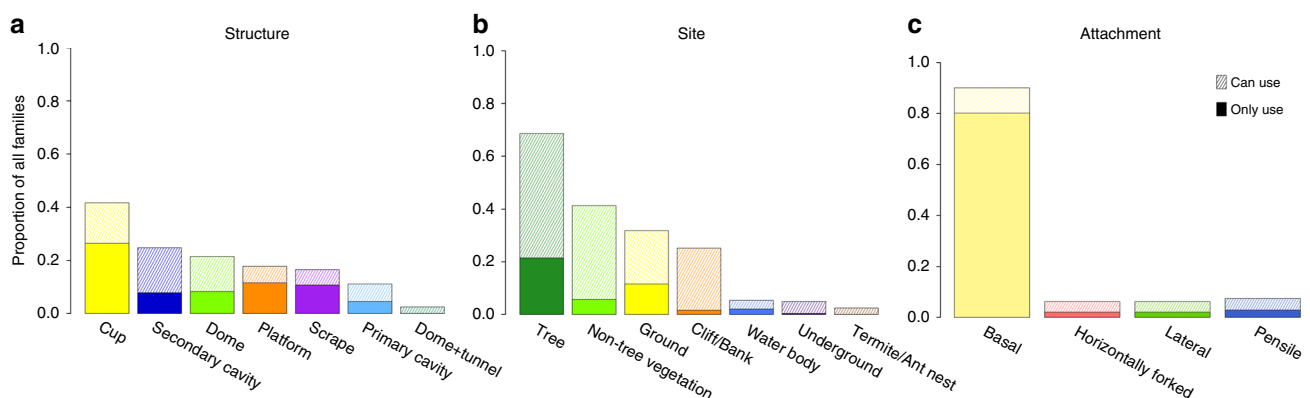 a
Structure
Proportion of all families
1.0
0.8
0.6
0.4
0.2
0.0
Cup
Secondary cavity
Dome
Platform
Scrape
Primary cavity
Dome+tunnel
b
Site
1.0
0.8
0.6
0.4
0.2
0.0
Tree
Non-tree vegetation
Ground
Cliff/Bank
Water body
Underground
Termite/Ant nest
c
Attachment
1.0
0.8
0.6
0.4
0.2
0.0
Can use
Only use
Basal
Horizontally forked
Lateral
Pensile